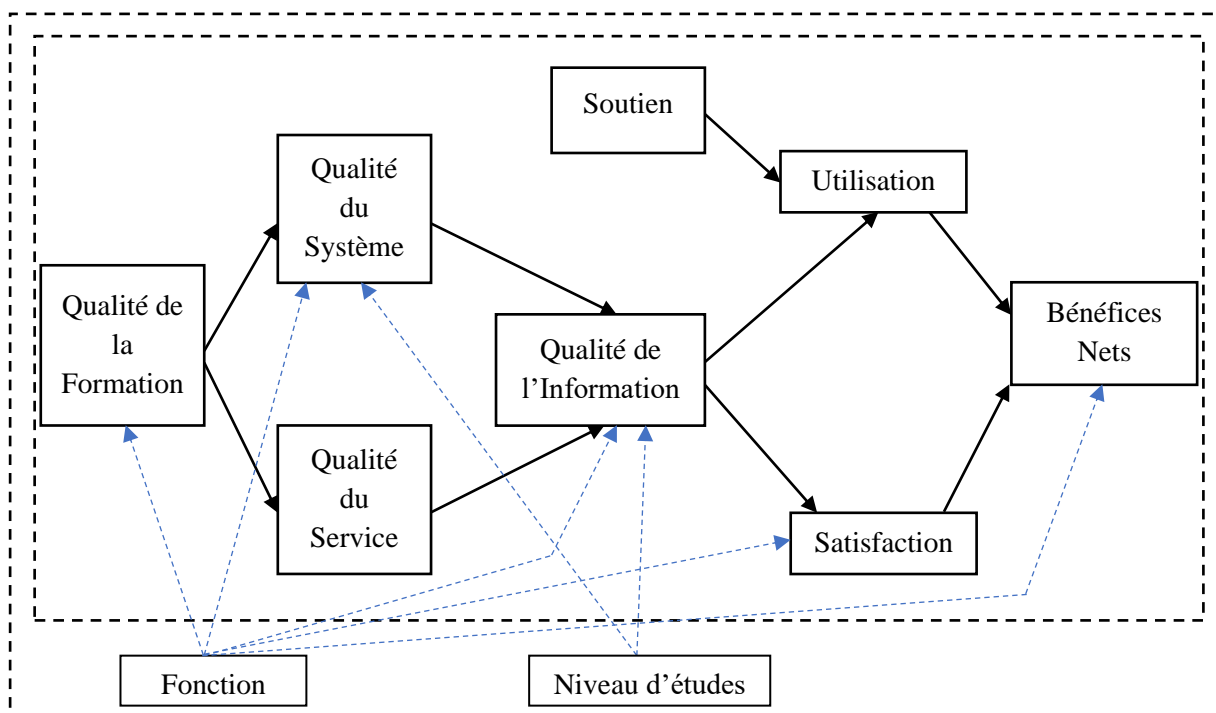 Soutien
Qualité
du
Système
Utilisation
Qualité de
la
Formation
Qualité de
l’Information
Bénéfices
Nets
Qualité
du
Service
Satisfaction
Fonction
Niveau d’études